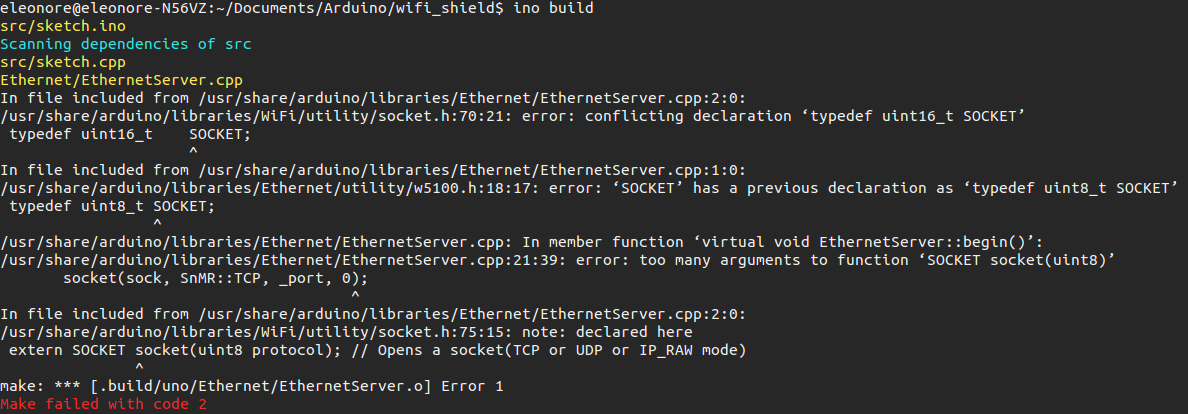 eleonore@eleonore-N56VZ:~/Documents/Arduino/wifi_shield$ ino build
src/sketch.ino
Scanning dependencies of src
src/sketch.cpp
Ethernet/EthernetServer.cpp
In file included from /usr/share/arduino/libraries/Ethernet/EthernetServer.cpp:2:0:
/usr/share/arduino/libraries/WiFi/utility/socket.h:70:21: error: conflicting declaration ‘typedef uint16_t SOCKET’
 typedef uint16_t    SOCKET;
                     ^
In file included from /usr/share/arduino/libraries/Ethernet/EthernetServer.cpp:1:0:
/usr/share/arduino/libraries/Ethernet/utility/w5100.h:18:17: error: ‘SOCKET’ has a previous declaration as ‘typedef uint8_t SOCKET’
 typedef uint8_t SOCKET;
                 ^
/usr/share/arduino/libraries/Ethernet/EthernetServer.cpp: In member function ‘virtual void EthernetServer::begin()’:
/usr/share/arduino/libraries/Ethernet/EthernetServer.cpp:21:39: error: too many arguments to function ‘SOCKET socket(uint8)’
       socket(sock, SnMR::TCP, _port, 0);
                                       ^
In file included from /usr/share/arduino/libraries/Ethernet/EthernetServer.cpp:2:0:
/usr/share/arduino/libraries/WiFi/utility/socket.h:75:15: note: declared here
 extern SOCKET socket(uint8 protocol); // Opens a socket(TCP or UDP or IP_RAW mode)
               ^
make: *** [.build/uno/Ethernet/EthernetServer.o] Error 1
Make failed with code 2